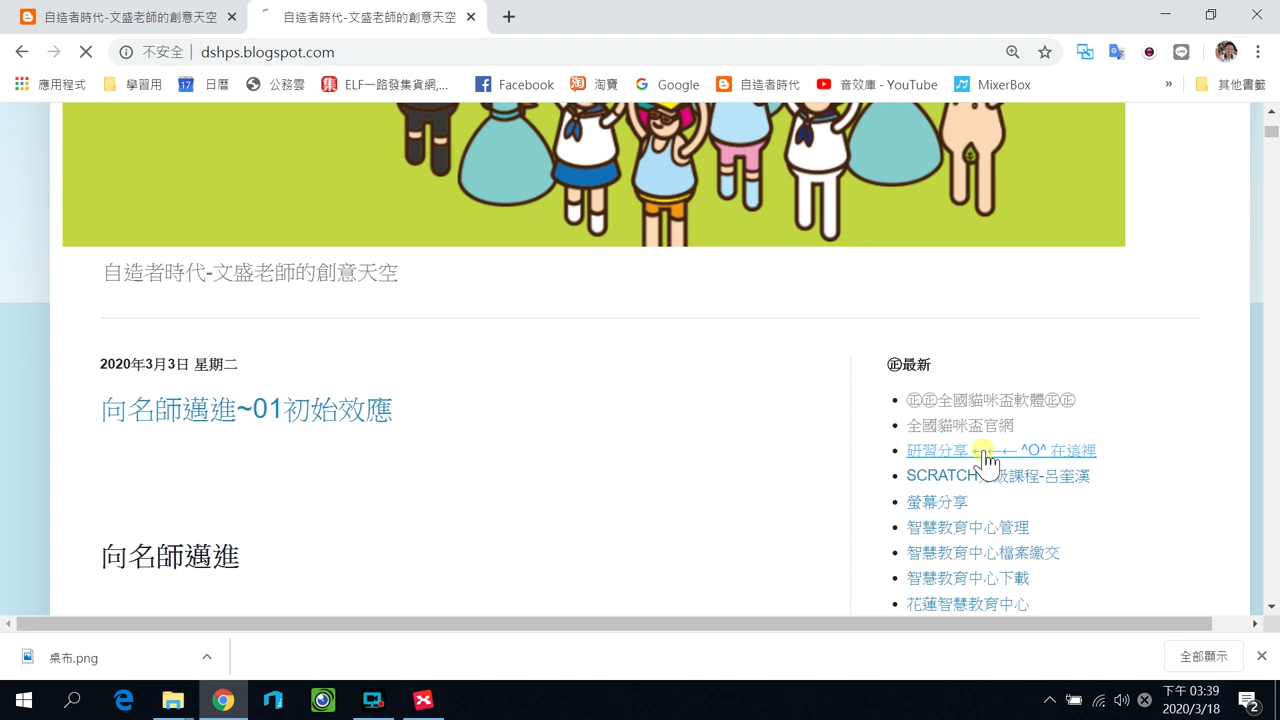 自造者時代-文盛老師的創意天空
自造者時代-文盛老師的創意天空
不安全
dshps.blogspot.com
應用程式
學習用
17
日曆
公務雲
集
ELF一路發集貨網,...
Facebook
淘
淘寶
Google
自造者時代
音效庫 - YouTube
MixerBox
»
其他書籤
自造者時代-文盛老師的創意天空
2020年3月3日 星期二
向名師邁進~01初始效應
向名師邁進
㊣最新
㊣㊣全國貓咪盃軟體㊣㊣
全國貓咪盃官網
研習分享 ←←← ^O^ 在這裡
課程-呂奎漢
螢幕分享
智慧教育中心管理
智慧教育中心檔案繳交
智慧教育中心下載
花蓮智慧教育中心
桌布.png
全部顯示
下午 03:39
2020/3/18
2